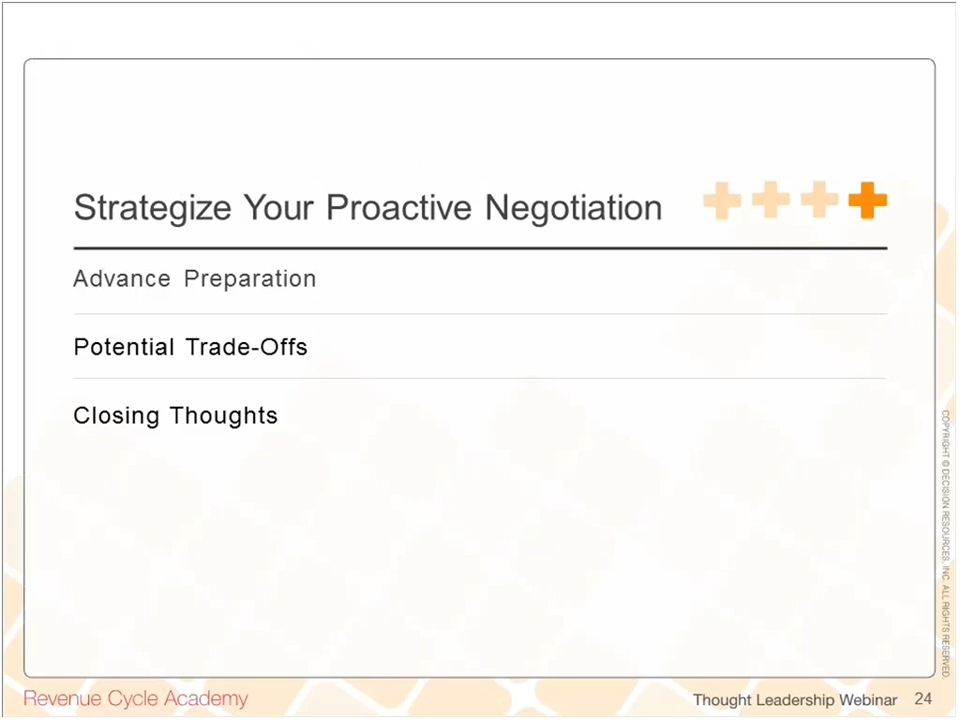 Strategize Your Proactive Negotiation
Advance Preparation
Potential Trade-Offs
Closing Thoughts
COPYRIGHT © DECISION RESOURCES, INC. ALL RIGHTS RESERVED.
Revenue Cycle Academy
Thought Leadership Webinar 24